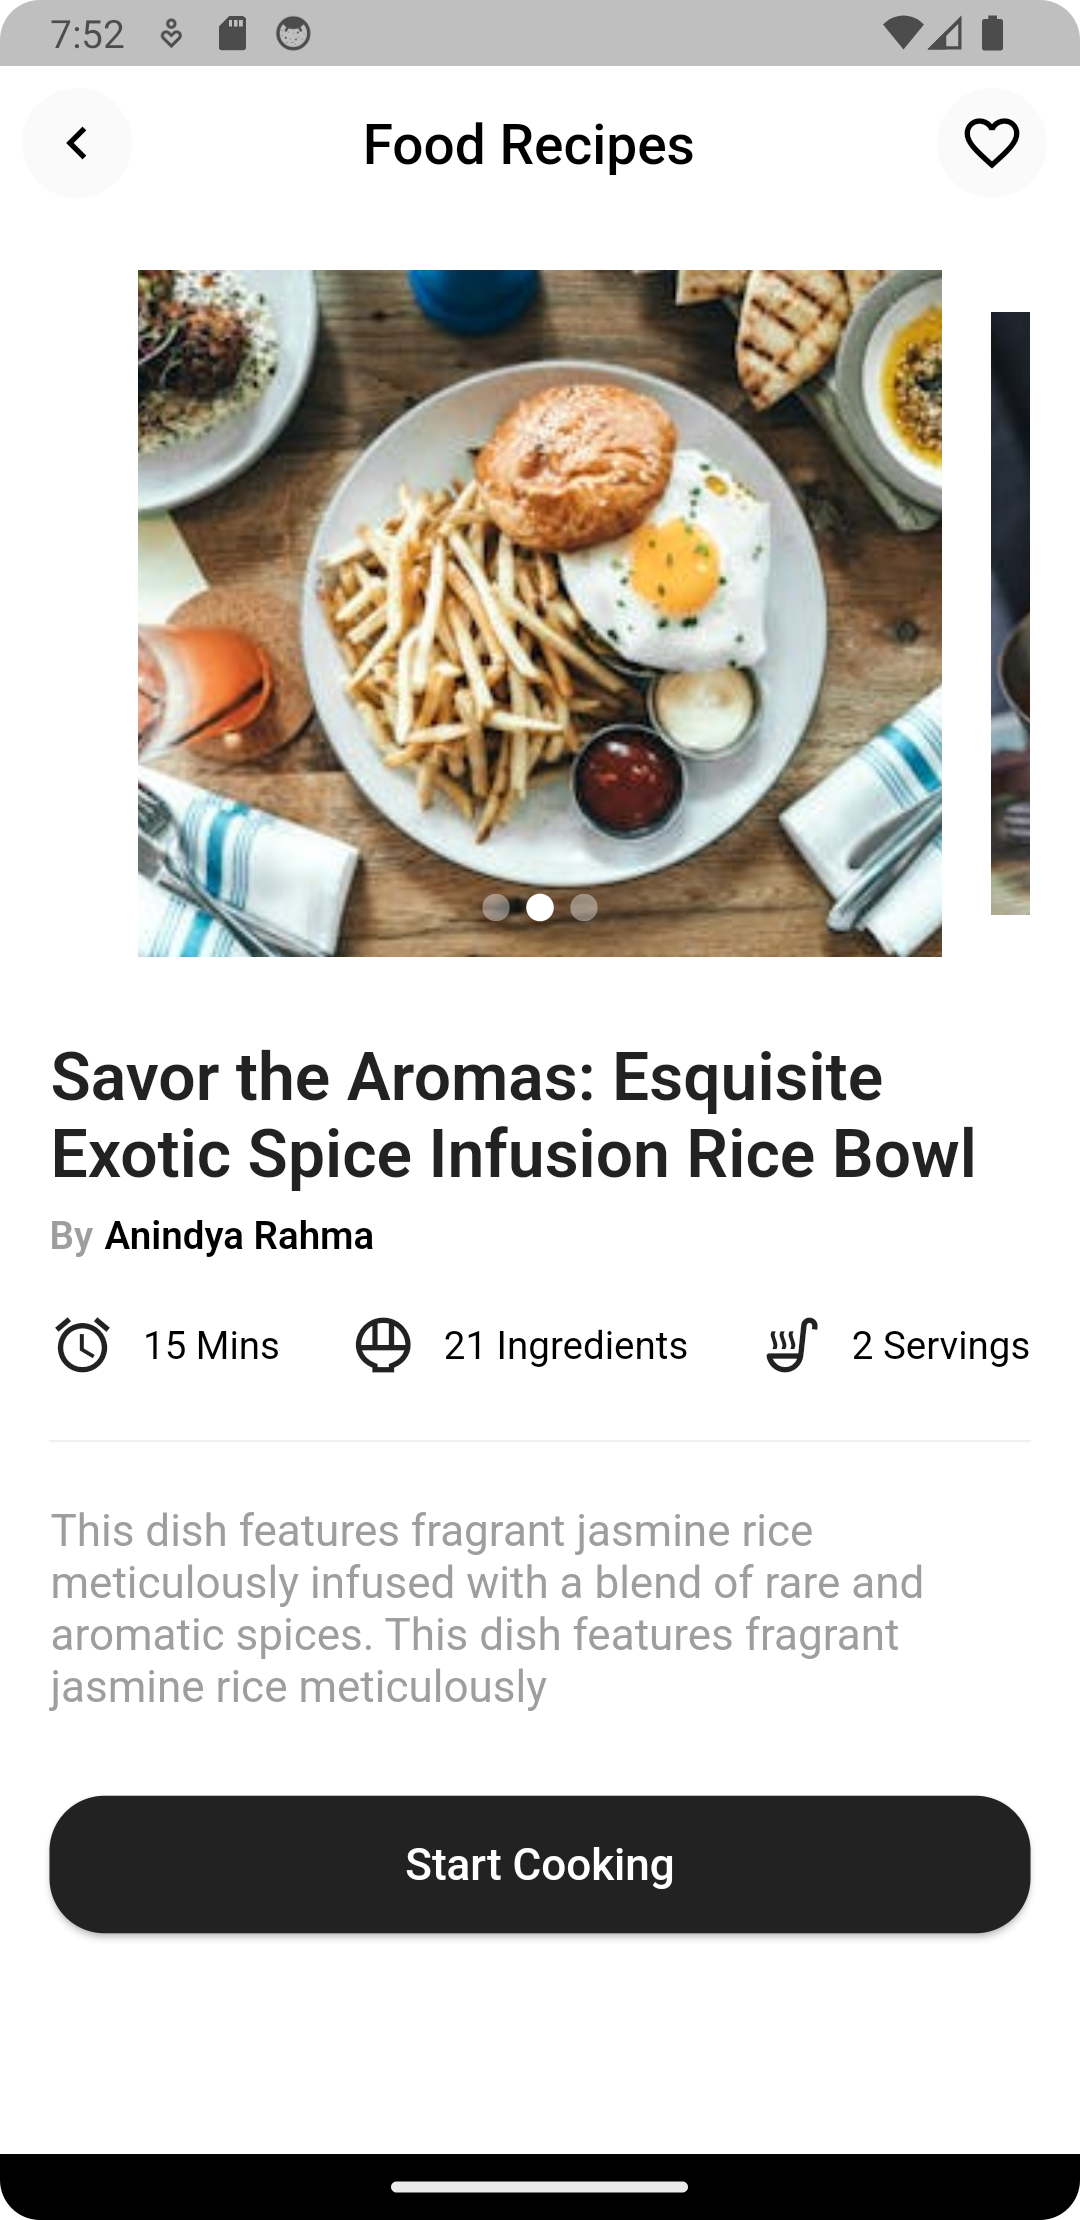 7:52
Food Recipes
Savor the Aromas: Esquisite
Exotic Spice Infusion Rice Bowl
By Anindya Rahma
15 Mins
21 Ingredients
2 Servings
This dish features fragrant jasmine rice
meticulously infused with a blend of rare and
aromatic spices. This dish features fragrant
jasmine rice meticulously
Start Cooking